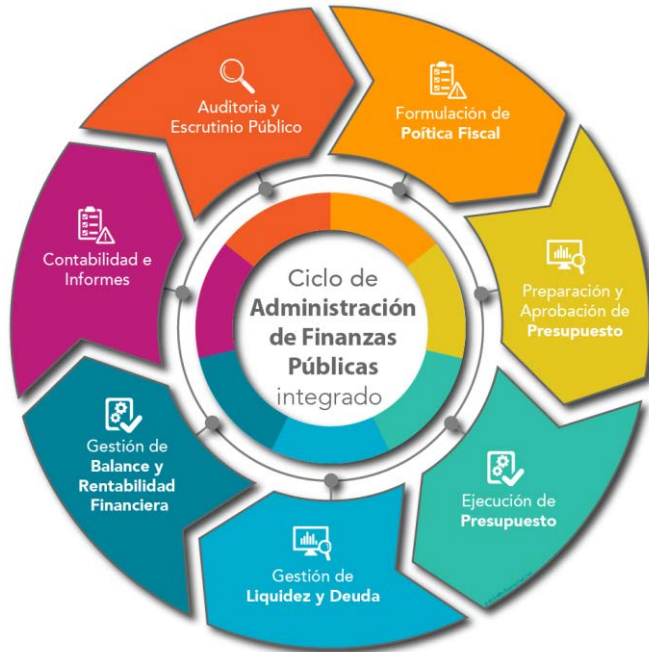 Ciclo de
Administración
de Finanzas
Públicas
integrado
Formulación de
Poítica Fiscal
Preparación y
Aprobación de
Presupuesto
Ejecución de
Presupuesto
Gestión de
Liquidez y Deuda
Gestión de
Balance y
Rentabilidad
Financiera
Contabilidad e
Informes
Auditoria y
Escrutinio Público